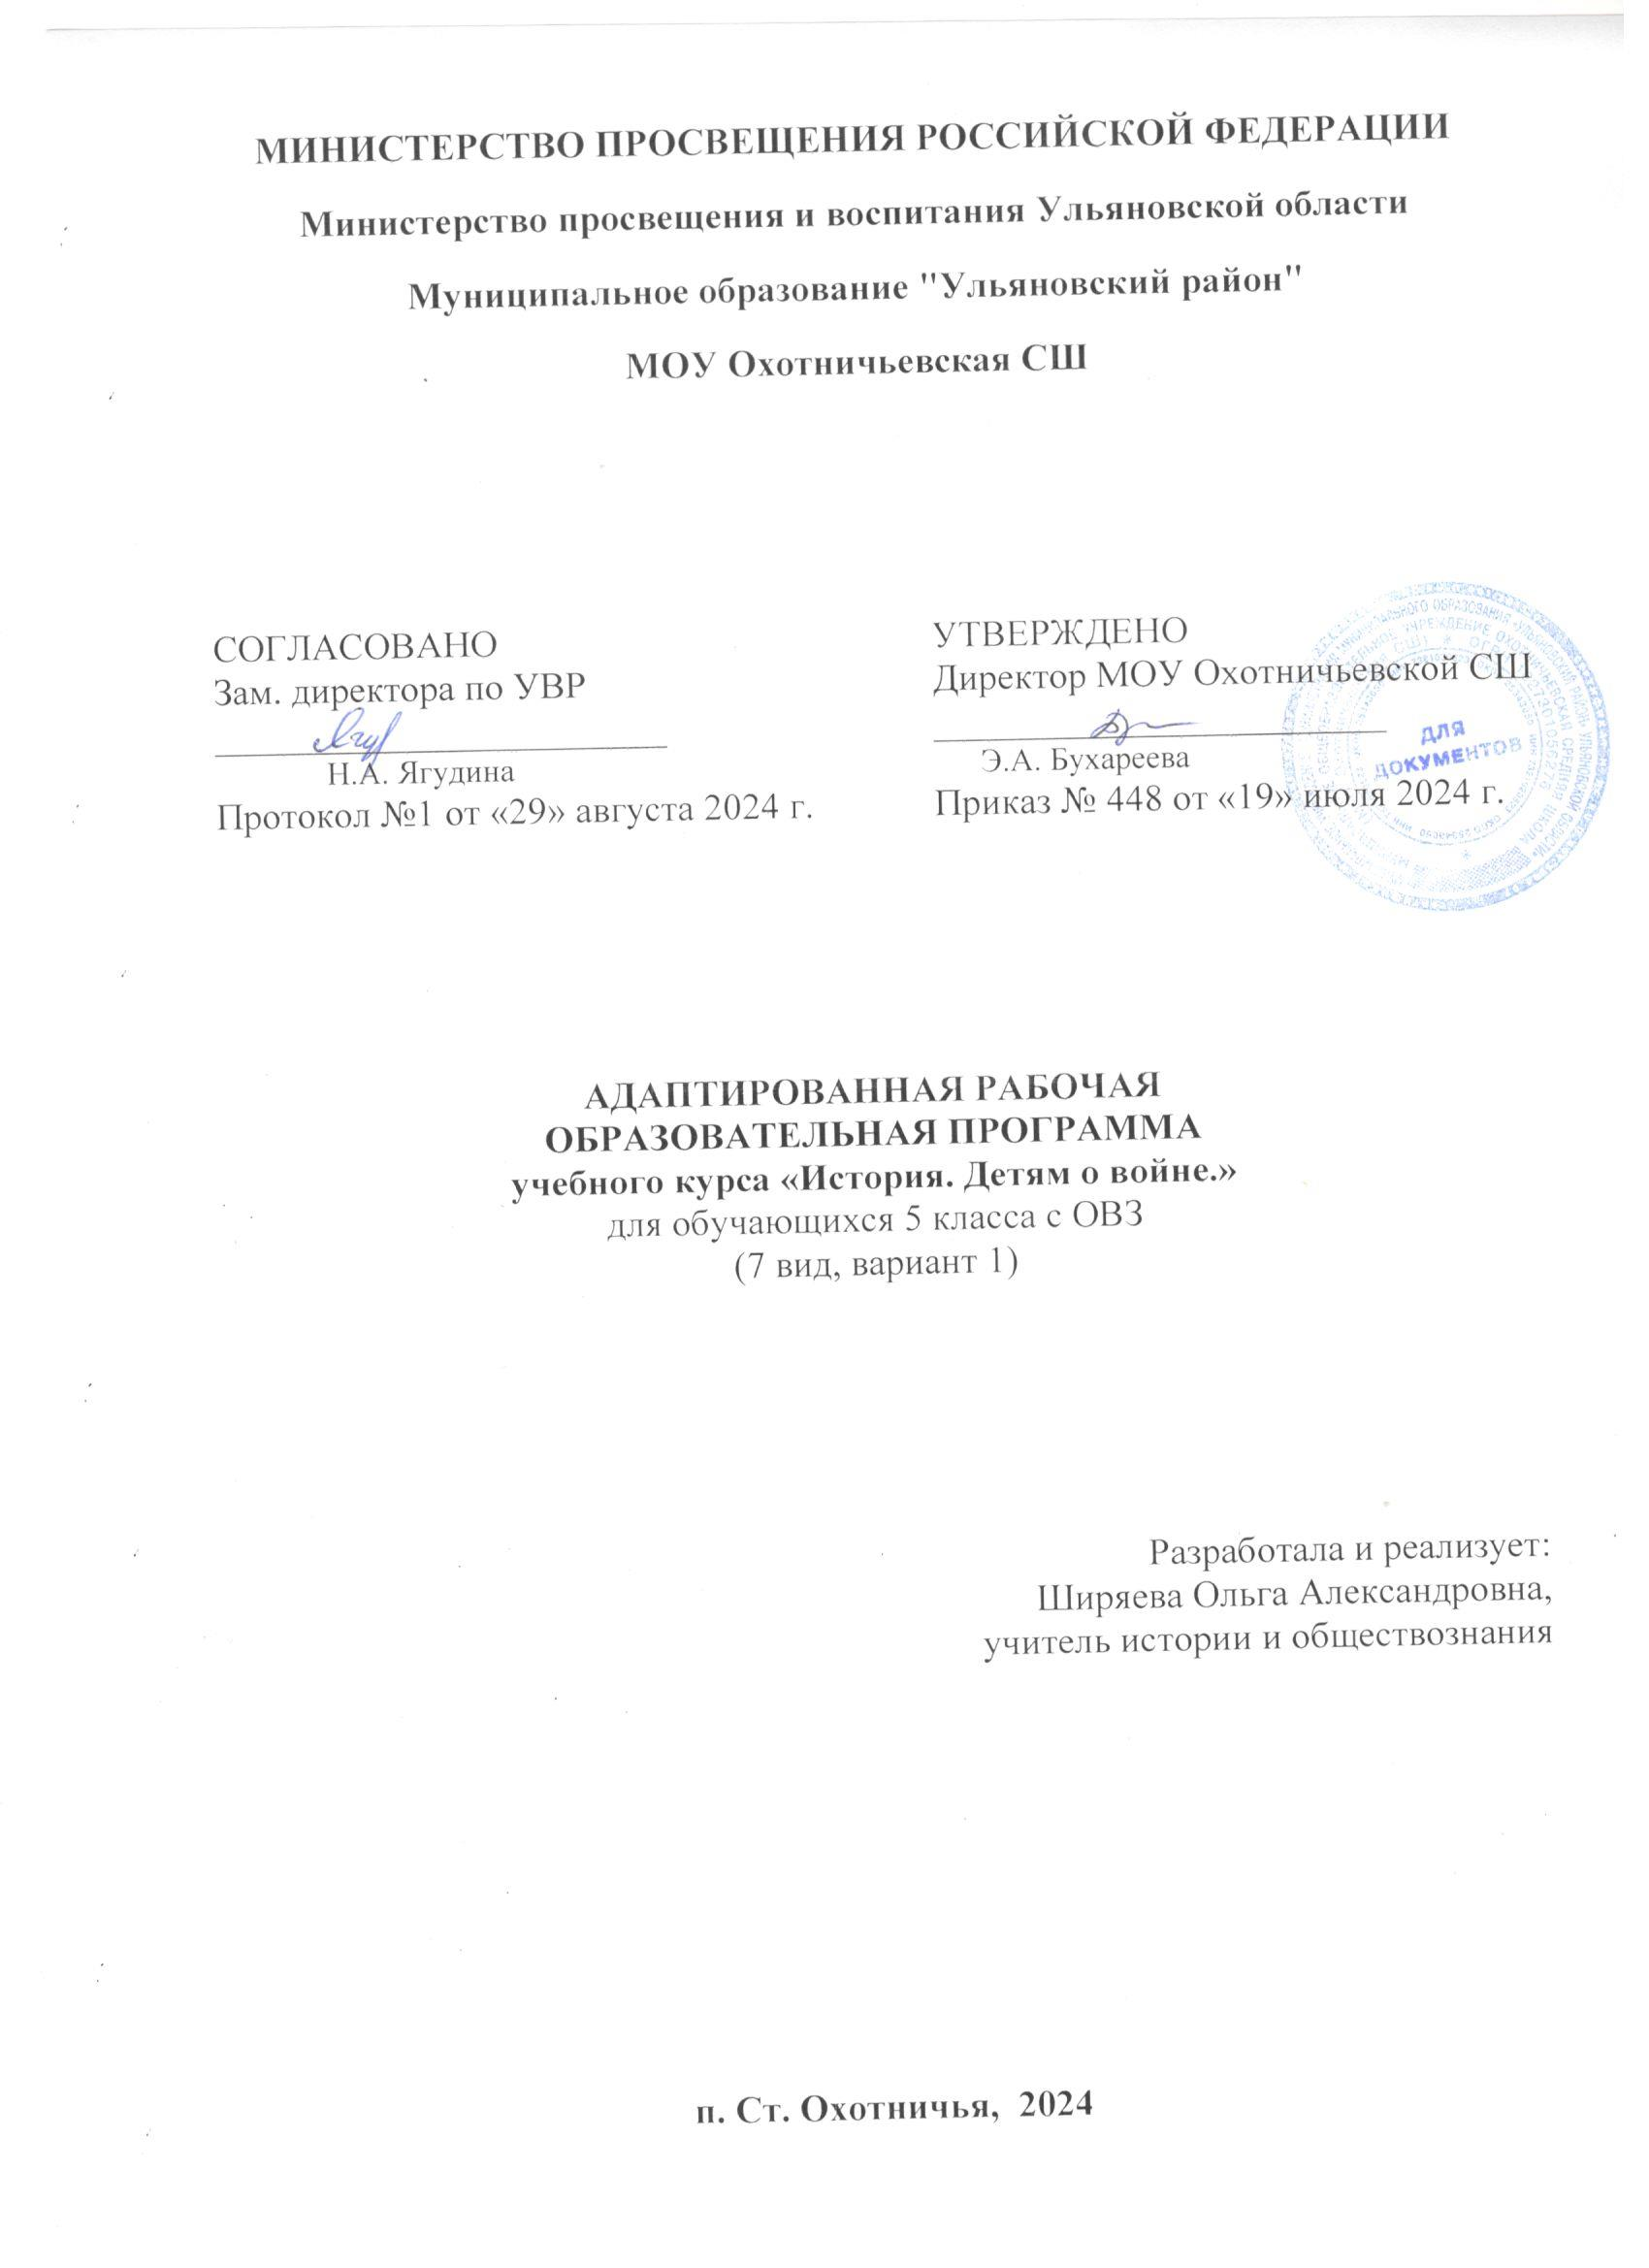 МИНИСТЕРСТВО ПРОСВЕЩЕНИЯ РОССИЙСКОЙ ФЕДЕРАЦИИ
Министерство просвещения и воспитания Ульяновской области
Муниципальное образование "Ульяновский район"
МОУ Охотничьевская СШ
СОГЛАСОВАНО
Зам. директора по УВР
Н.А. Ягудина
Протокол №1 от «29» августа 2024 г.
УТВЕРЖДЕНО
Директор МОУ Охотничьевской СШ
Э.А. Бухареева
Приказ № 448 от «19» июля 2024 г.
ДЛЯ
ДОКУМЕНТОВ
АДАПТИРОВАННАЯ РАБОЧАЯ
ОБРАЗОВАТЕЛЬНАЯ ПРОГРАММА
учебного курса «История. Детям о войне.»
для обучающихся 5 класса с ОВЗ
(7 вид, вариант 1)
Разработала и реализует:
Ширяева Ольга Александровна,
учитель истории и обществознания
п. Ст. Охотничья, 2024